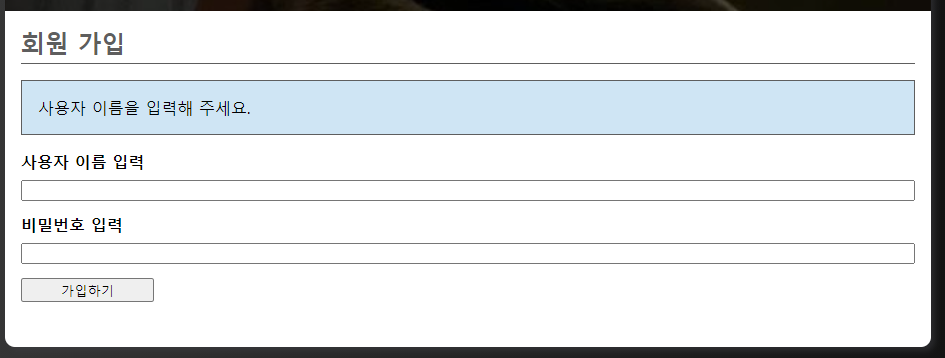 회원 가입
사용자 이름을 입력해 주세요.
사용자 이름 입력
비밀번호 입력
가입하기